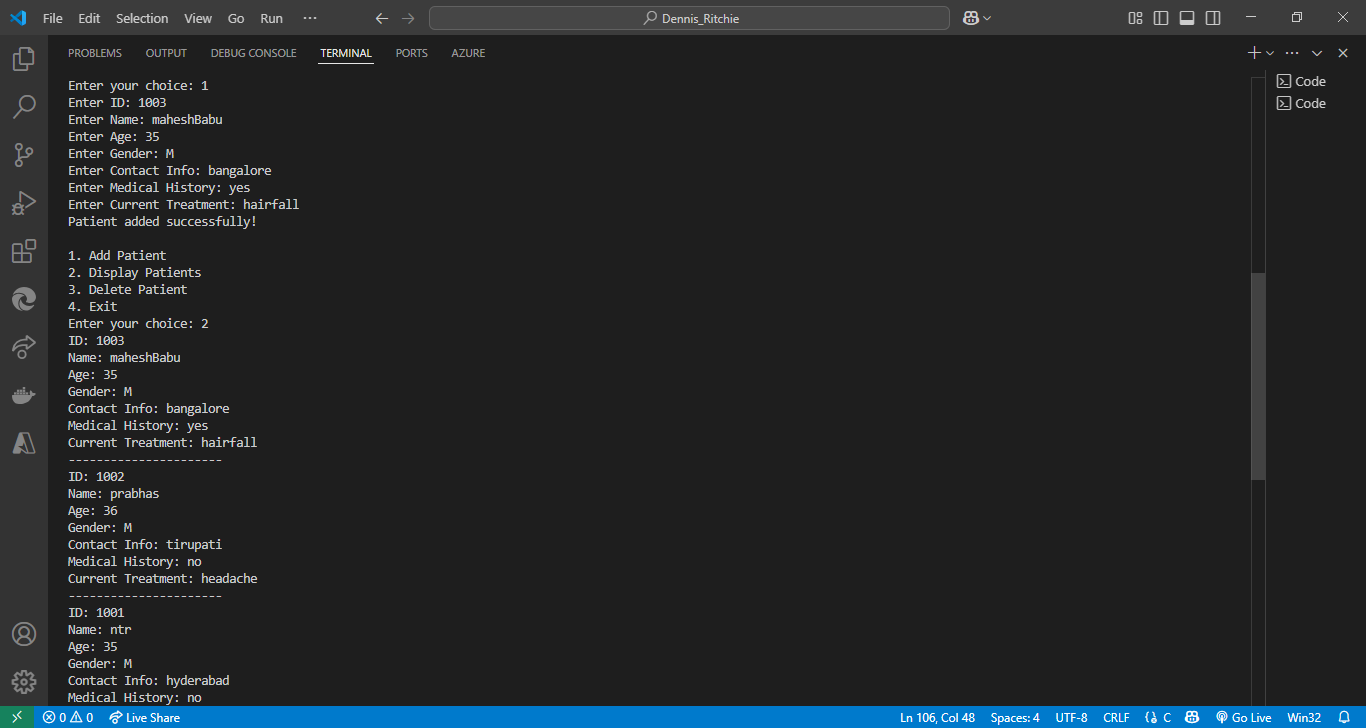 File Edit Selection View Go Run ··· Dennis_Ritchie
PROBLEMS OUTPUT DEBUG CONSOLE TERMINAL PORTS AZURE
Code
Code
Enter your choice: 1
Enter ID: 1003
Enter Name: maheshBabu
Enter Age: 35
Enter Gender: M
Enter Contact Info: bangalore
Enter Medical History: yes
Enter Current Treatment: hairfall
Patient added successfully!
1. Add Patient
2. Display Patients
3. Delete Patient
4. Exit
Enter your choice: 2
ID: 1003
Name: maheshBabu
Age: 35
Gender: M
Contact Info: bangalore
Medical History: yes
Current Treatment: hairfall
----------------------
ID: 1002
Name: prabhas
Age: 36
Gender: M
Contact Info: tirupati
Medical History: no
Current Treatment: headache
----------------------
ID: 1001
Name: ntr
Age: 35
Gender: M
Contact Info: hyderabad
Medical History: no
0 0 Live Share Ln 106, Col 48 Spaces: 4 UTF-8 CRLF C Go Live Win32